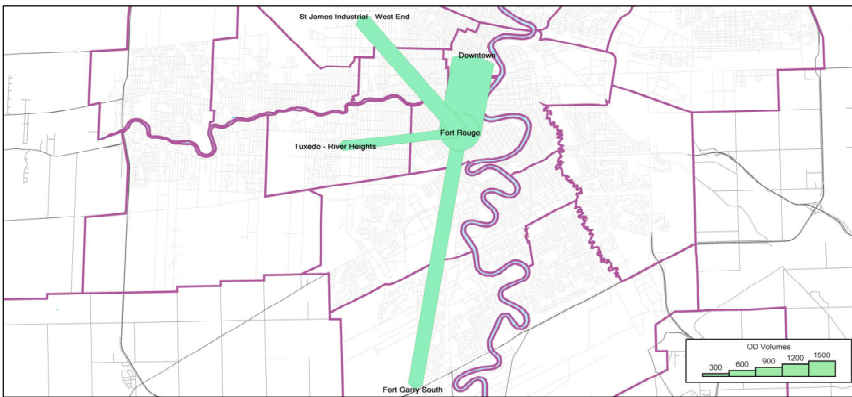 St James Industrial - West End
Downtown
Fort Rouge
Tuxedo - River Heights
Fort Garry South
OD Volumes
300 600 900 1200 1500